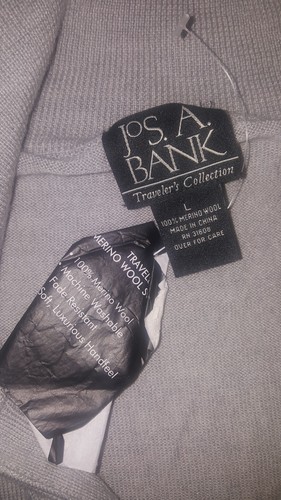 JOS. A.
BANK
Traveler's Collection
L
100% MERINO WOOL
MADE IN CHINA
RN 31608
OVER FOR CARE
TRAVEL
MERINO WOOL S
100% Merino Wool
Machine Washable
Fade Resistant
Soft, Luxurious Handfeel